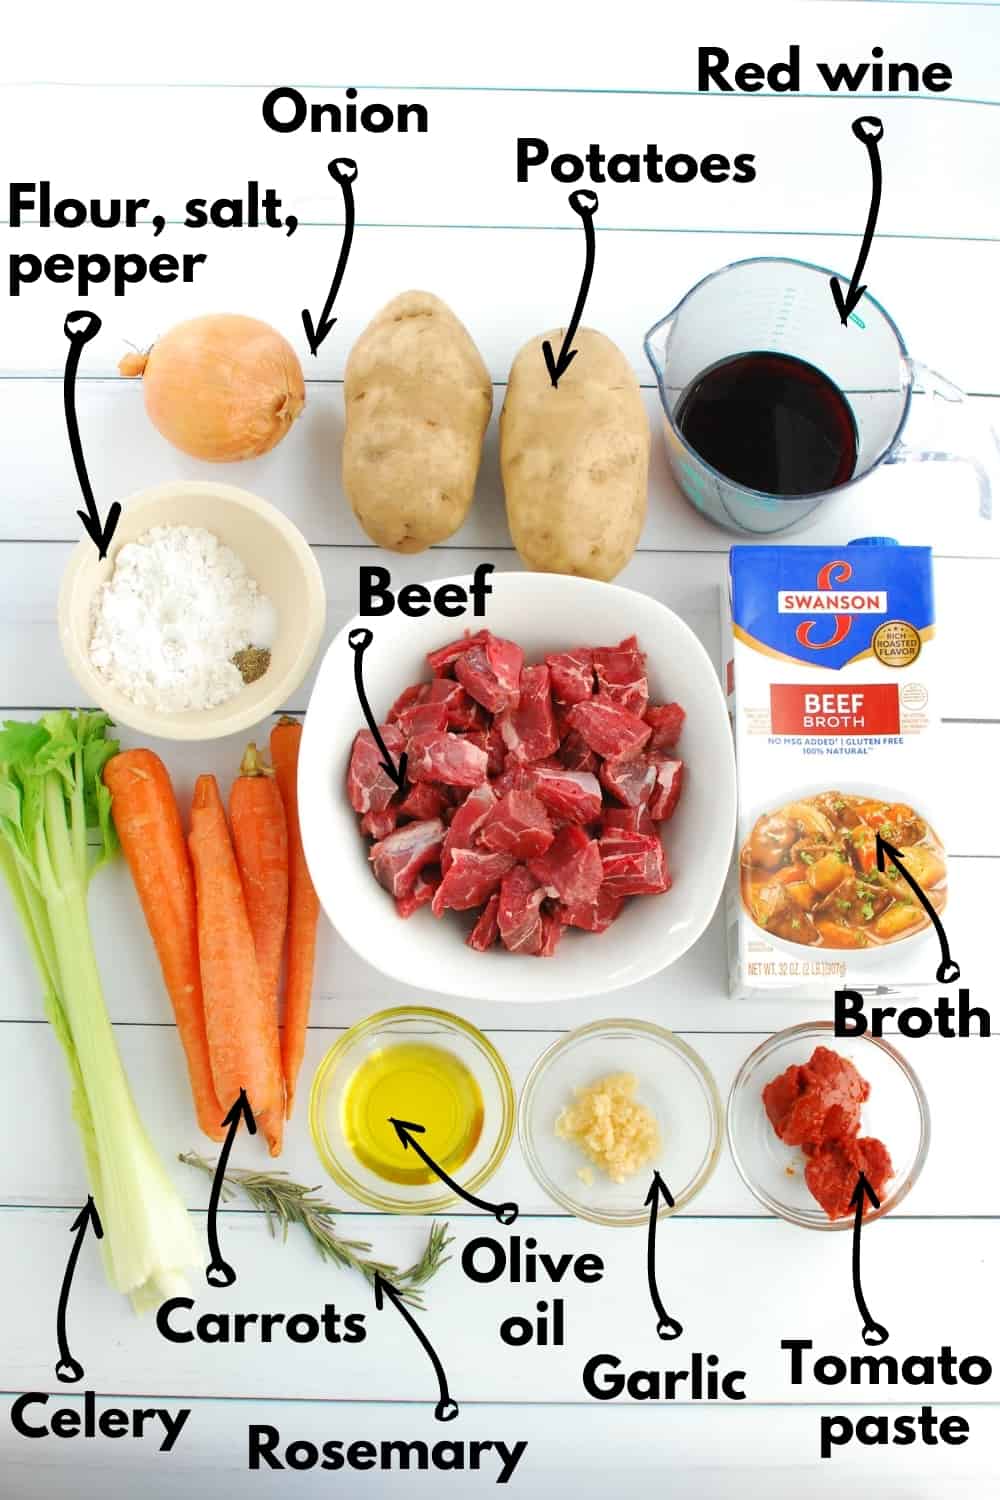 Red wine
Onion
Potatoes
Flour, salt,
pepper
Beef
SWANSON
RICH
ROASTED
FLAVOR
BEEF
BROTH
NO MSG ADDED† | GLUTEN FREE
100% NATURAL**
NET WT. 32 OZ. (2 LB.) (907g)
Broth
Olive
oil
Carrots
Garlic
Tomato
paste
Celery
Rosemary